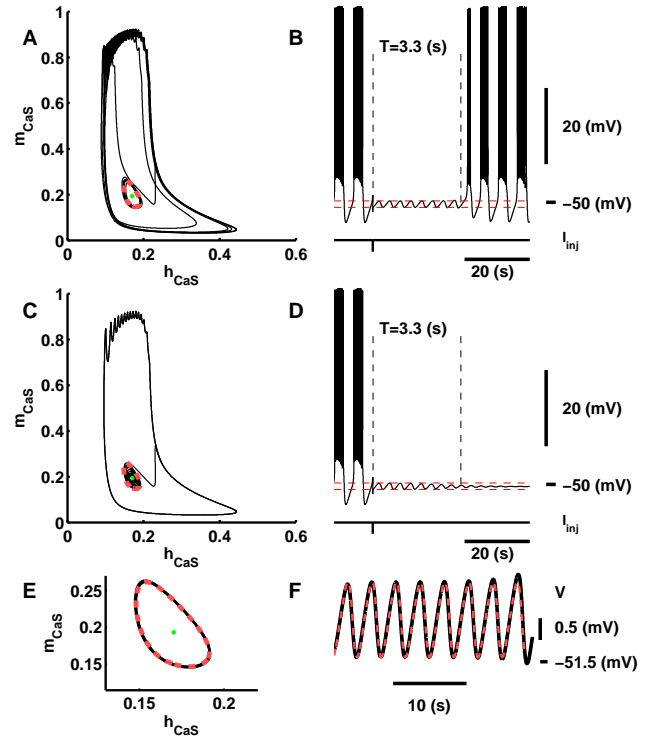 A
1
0.8
0.6
0.4
0.2
0
m_CaS
0
0.2
0.4
0.6
h_CaS
B
T=3.3 (s)
20 (mV)
−50 (mV)
I_inj
20 (s)
C
1
0.8
0.6
0.4
0.2
0
m_CaS
0
0.2
0.4
0.6
h_CaS
D
T=3.3 (s)
20 (mV)
−50 (mV)
I_inj
20 (s)
E
0.25
0.2
0.15
m_CaS
0.15
0.2
h_CaS
F
V
0.5 (mV)
−51.5 (mV)
10 (s)